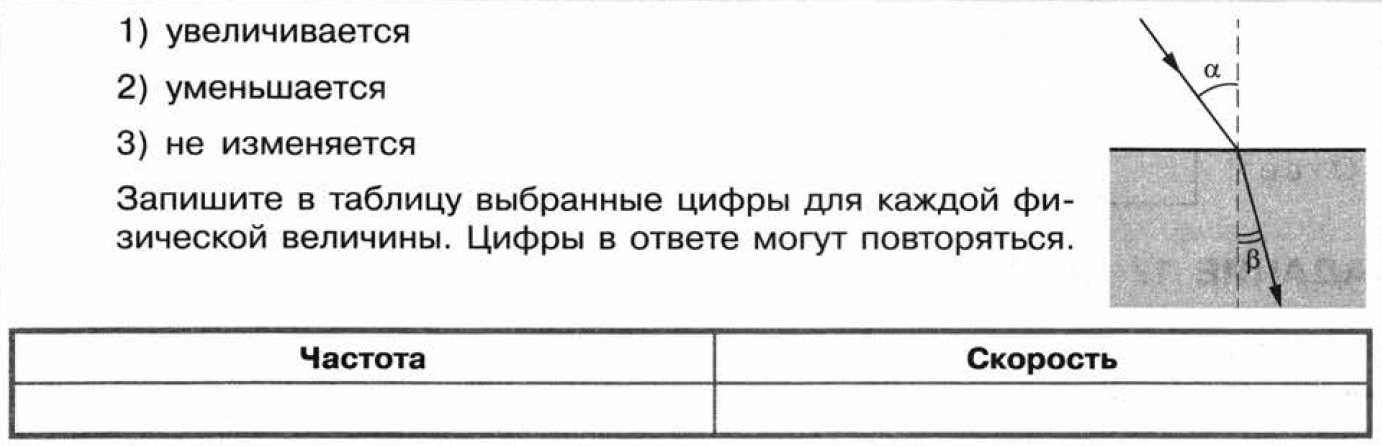 1) увеличивается
2) уменьшается
3) не изменяется
Запишите в таблицу выбранные цифры для каждой фи-
зической величины. Цифры в ответе могут повторяться.
α
β
Частота
Скорость